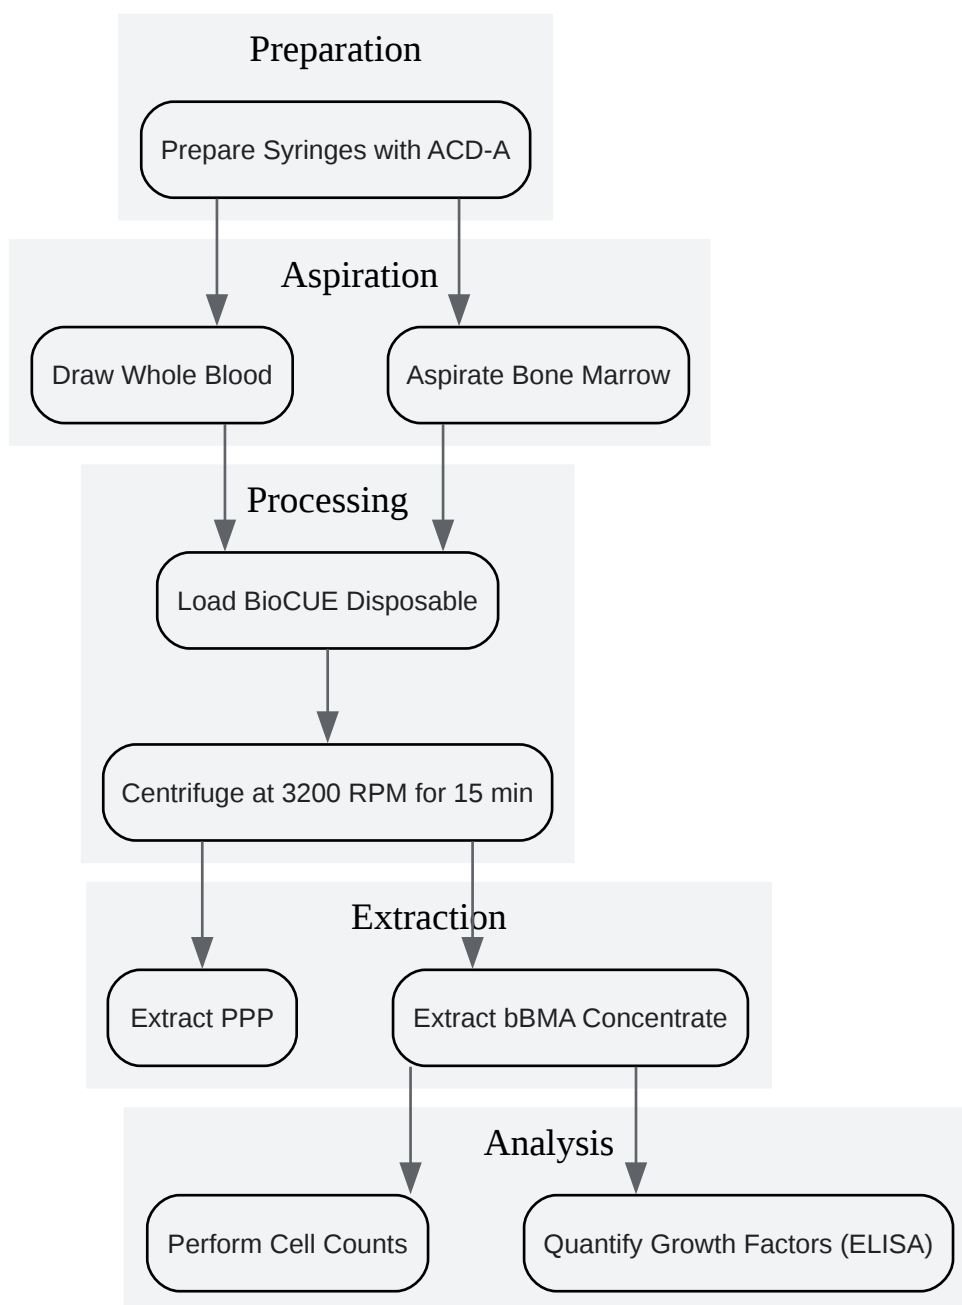 Preparation
Prepare Syringes with ACD-A
Aspiration
Draw Whole Blood
Aspirate Bone Marrow
Processing
Load BioCUE Disposable
Centrifuge at 3200 RPM for 15 min
Extraction
Extract PPP
Extract bBMA Concentrate
Analysis
Perform Cell Counts
Quantify Growth Factors (ELISA)